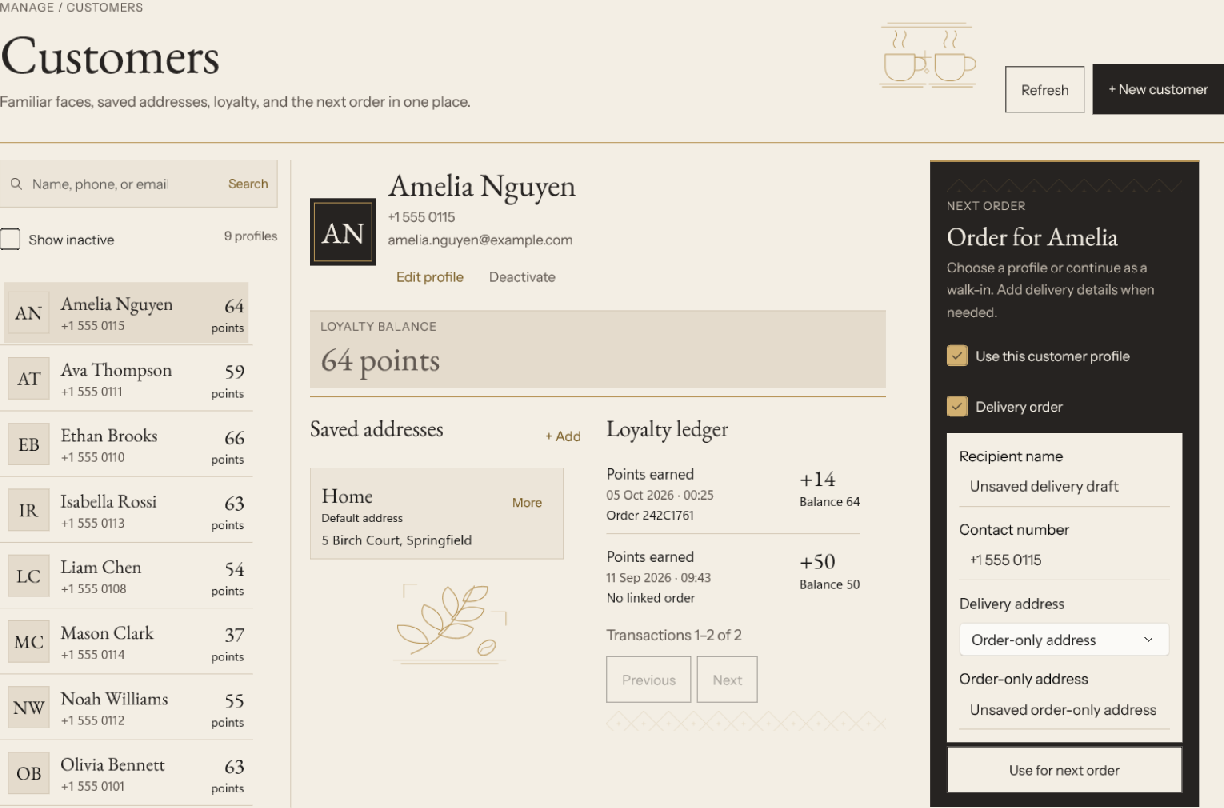 MANAGE / CUSTOMERS
Customers
Familiar faces, saved addresses, loyalty, and the next order in one place.
Refresh
+ New customer
Name, phone, or email
Search
Show inactive
9 profiles
AN
Amelia Nguyen
+1 555 0115
64
points
AT
Ava Thompson
+1 555 0111
59
points
EB
Ethan Brooks
+1 555 0110
66
points
IR
Isabella Rossi
+1 555 0113
63
points
LC
Liam Chen
+1 555 0108
54
points
MC
Mason Clark
+1 555 0114
37
points
NW
Noah Williams
+1 555 0112
55
points
OB
Olivia Bennett
+1 555 0101
63
points
AN
Amelia Nguyen
+1 555 0115
amelia.nguyen@example.com
Edit profile
Deactivate
LOYALTY BALANCE
64 points
Saved addresses
+ Add
Home
Default address
5 Birch Court, Springfield
More
Loyalty ledger
Points earned
05 Oct 2026 · 00:25
Order 242C1761
+14
Balance 64
Points earned
11 Sep 2026 · 09:43
No linked order
+50
Balance 50
Transactions 1–2 of 2
Previous
Next
NEXT ORDER
Order for Amelia
Choose a profile or continue as a
walk-in. Add delivery details when
needed.
Use this customer profile
Delivery order
Recipient name
Unsaved delivery draft
Contact number
+1 555 0115
Delivery address
Order-only address
Order-only address
Unsaved order-only address
Use for next order